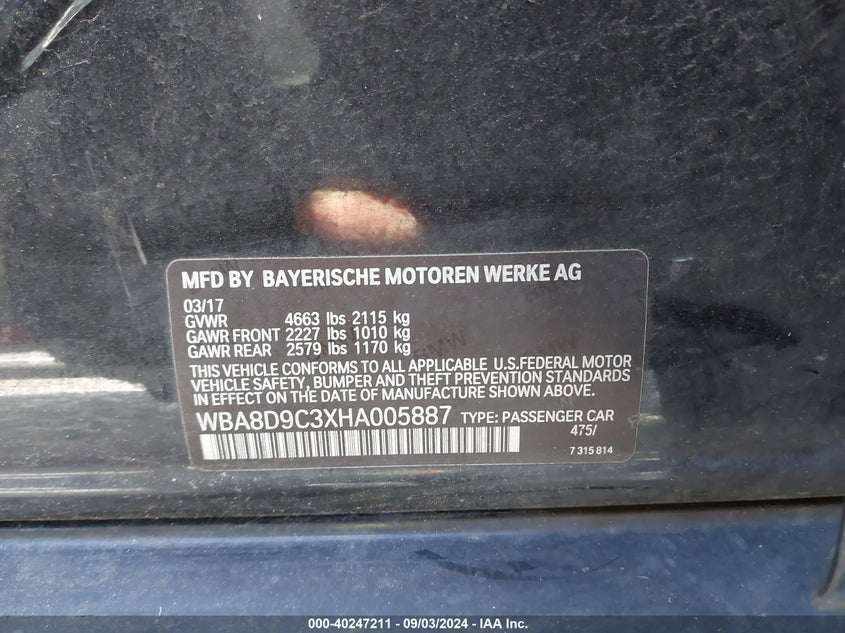 MFD BY BAYERISCHE MOTOREN WERKE AG
03/17
GVWR 4663 lbs 2115 kg
GAWR FRONT 2227 lbs 1010 kg
GAWR REAR 2579 lbs 1170 kg
THIS VEHICLE CONFORMS TO ALL APPLICABLE U.S.FEDERAL MOTOR
VEHICLE SAFETY, BUMPER AND THEFT PREVENTION STANDARDS
IN EFFECT ON THE DATE OF MANUFACTURE SHOWN ABOVE.
WBA8D9C3XHA005887 TYPE: PASSENGER CAR
475/
7 315 814
000-40247211 - 09/03/2024 - IAA Inc.